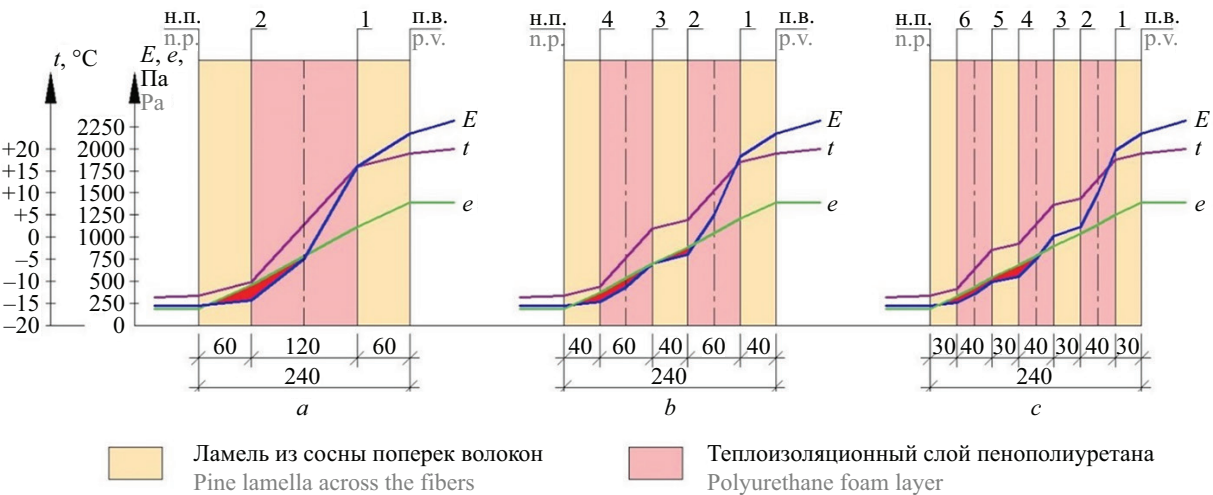 н.п. 2 1 п.в.
n.p. p.v.
н.п. 4 3 2 1 п.в.
n.p. p.v.
н.п. 6 5 4 3 2 1 п.в.
n.p. p.v.
t, °C
E, e,
Па
Pa
+20
+15
+10
+5
0
–5
–10
–15
–20
2250
2000
1750
1500
1250
1000
750
500
250
0
E
t
e
E
t
e
E
t
e
60 120 60
240
a
40 60 40 60 40
240
b
30 40 30 40 30 40 30
240
c
Ламель из сосны поперек волокон
Pine lamella across the fibers
Теплоизоляционный слой пенополиуретана
Polyurethane foam layer